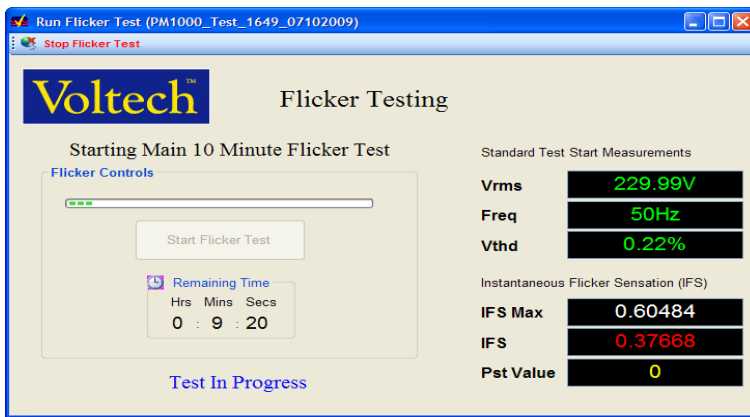 Run Flicker Test (PM1000_Test_1649_07102009)
Stop Flicker Test
Voltech™
Flicker Testing
Starting Main 10 Minute Flicker Test
Flicker Controls
Start Flicker Test
Remaining Time
Hrs Mins Secs
0 : 9 : 20
Test In Progress
Standard Test Start Measurements
Vrms 229.99V
Freq 50Hz
Vthd 0.22%
Instantaneous Flicker Sensation (IFS)
IFS Max 0.60484
IFS 0.37668
Pst Value 0